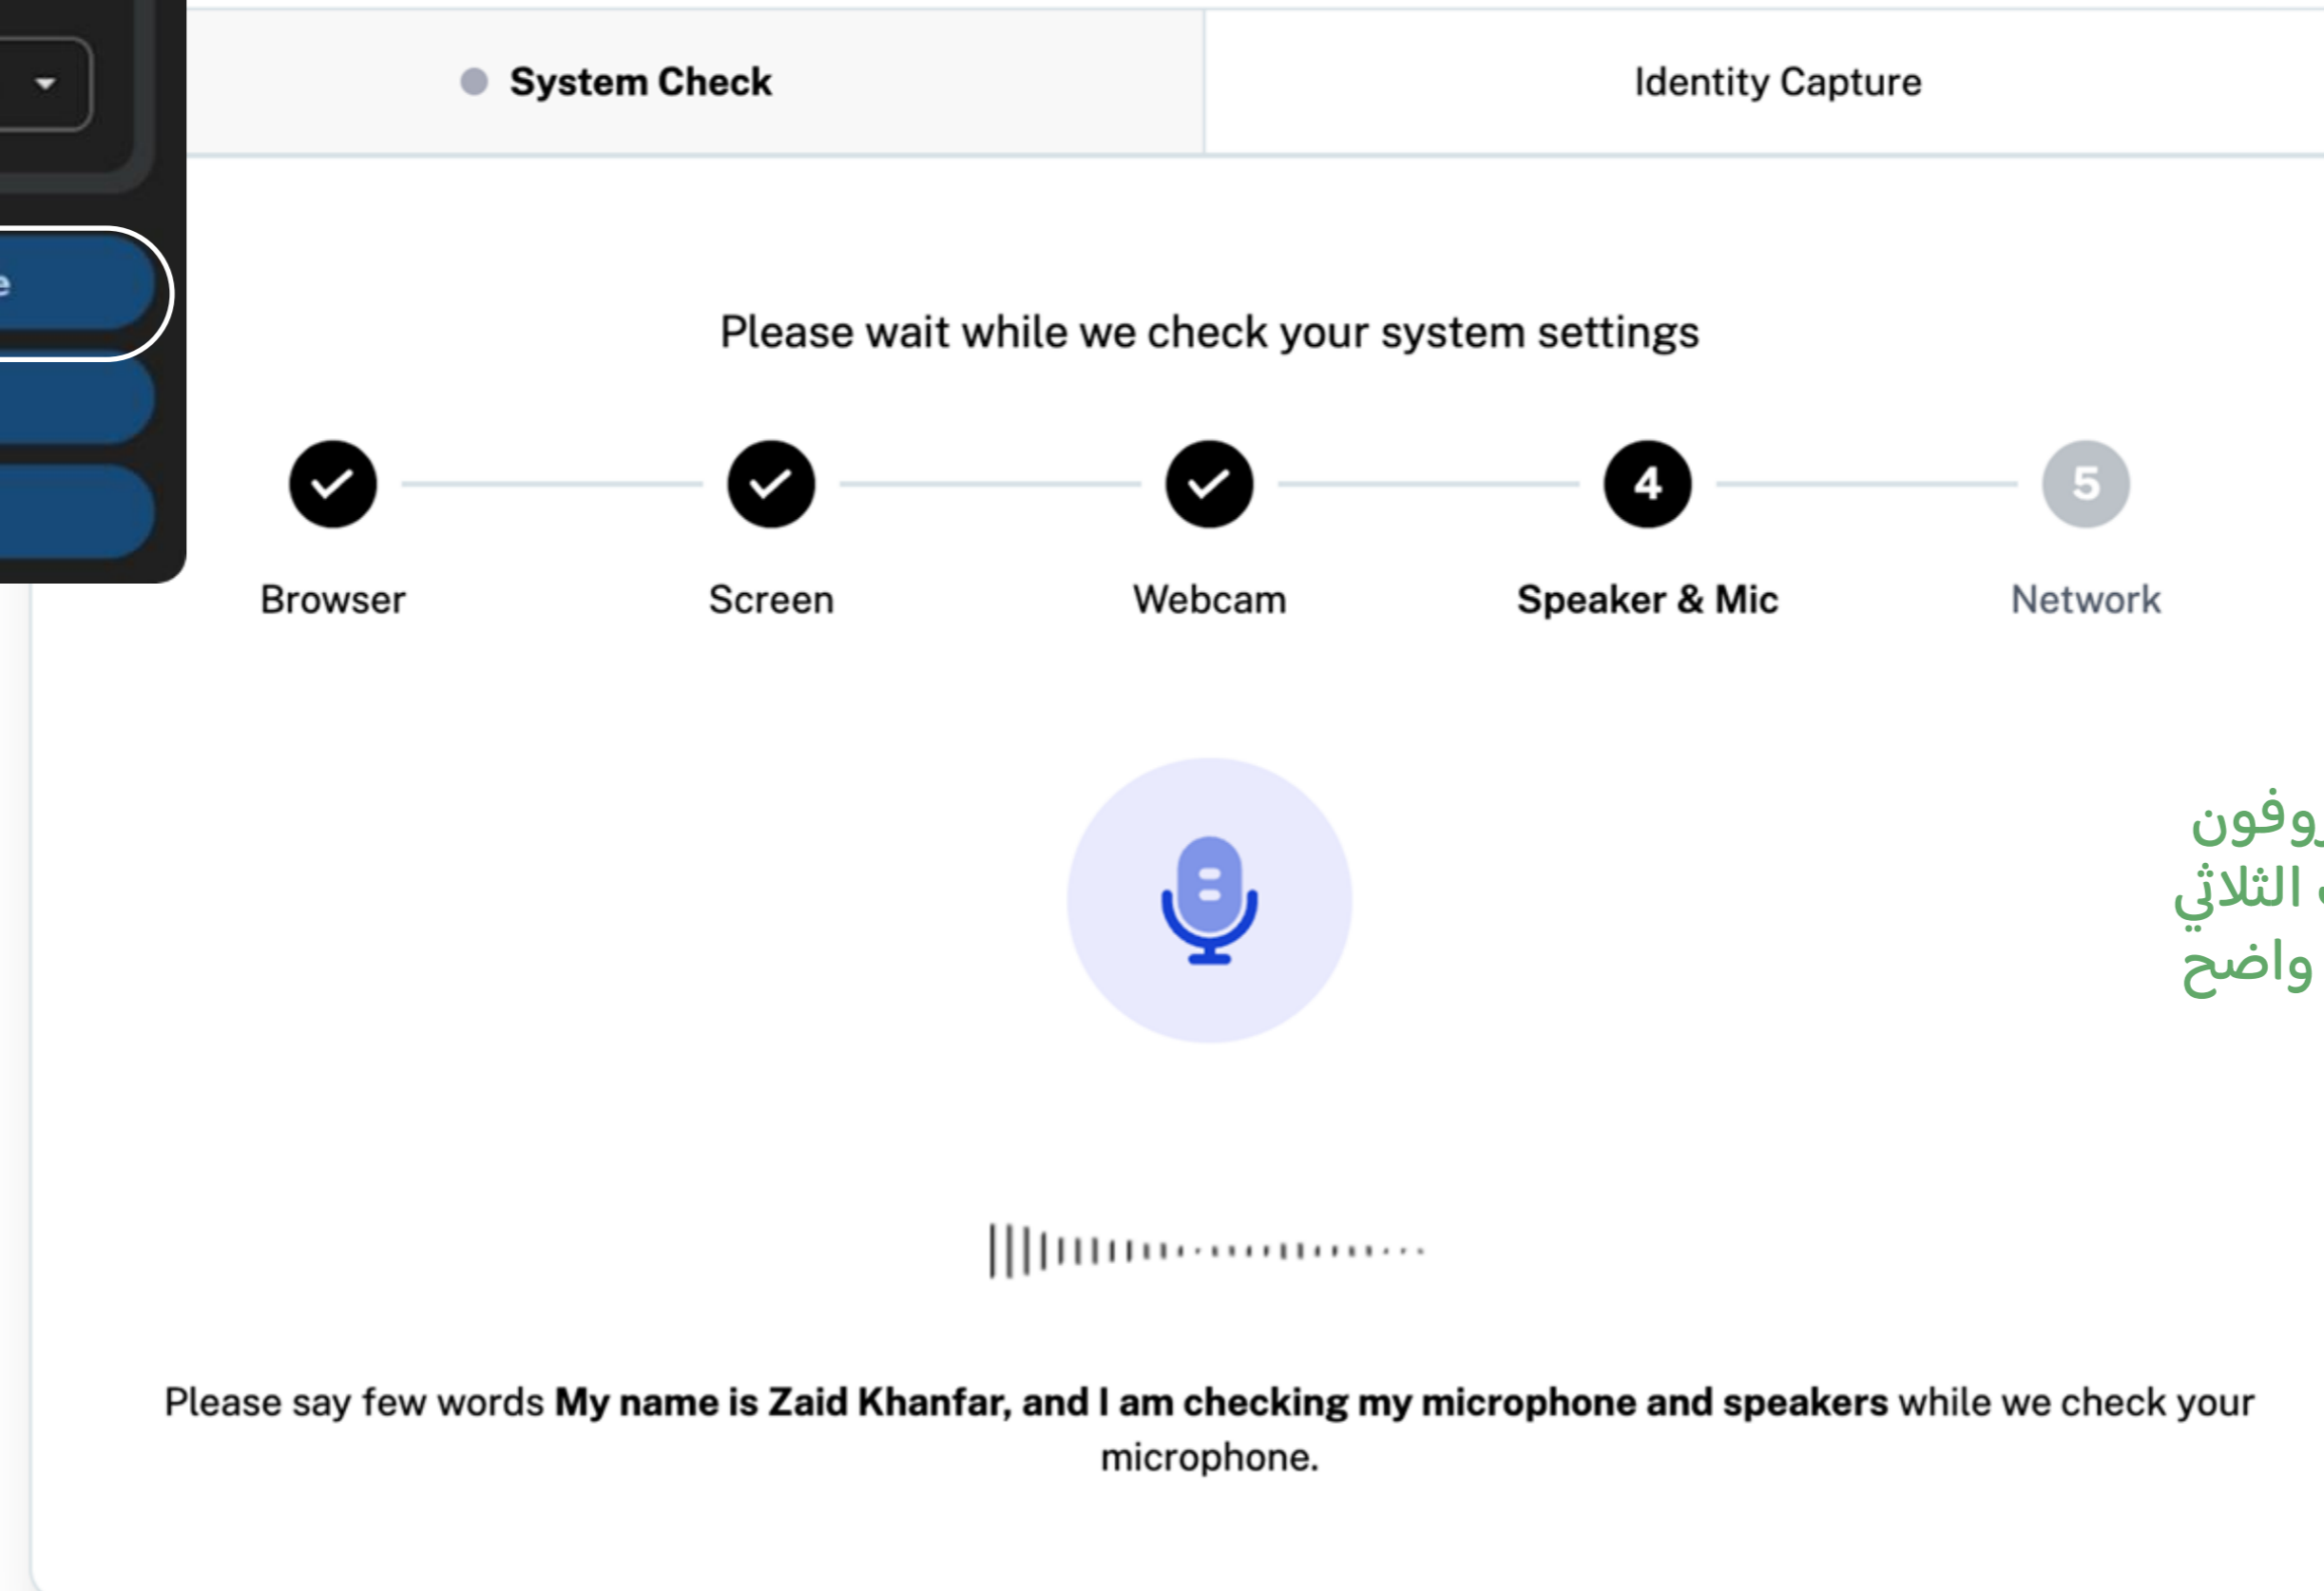 System Check
Identity Capture
Please wait while we check your system settings
4
5
Browser
Screen
Webcam
Speaker & Mic
Network
الثلاثي
واضح
Please say few words My name is Zaid Khanfar, and I am checking my microphone and speakers while we check your
microphone.